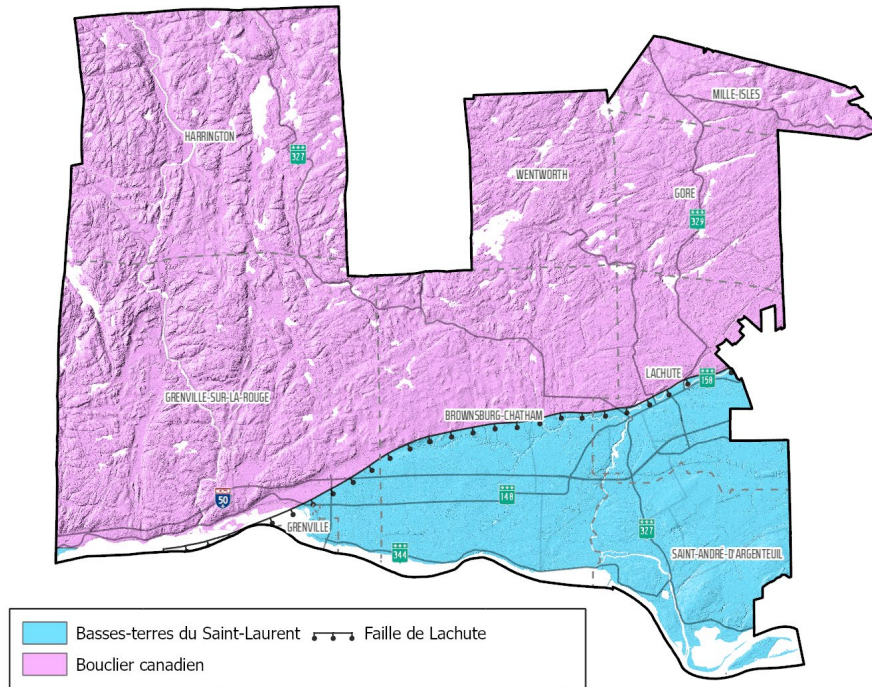 MILLE-ISLES
HARRINGTON
327
WENTWORTH
GORE
329
LACHUTE
158
GRENVILLE-SUR-LA-ROUGE
BROWNSBURG-CHATHAM
50
148
GRENVILLE
327
344
SAINT-ANDRÉ-D'ARGENTEUIL
Basses-terres du Saint-Laurent
Faille de Lachute
Bouclier canadien